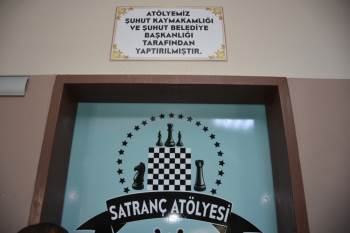 ATÖLYEMİZ
ŞUHUT KAYMAKAMLIĞI
VE ŞUHUT BELEDİYE
BAŞKANLIĞI
TARAFINDAN
YAPTIRILMIŞTIR.
SATRANÇ ATÖLYESİ